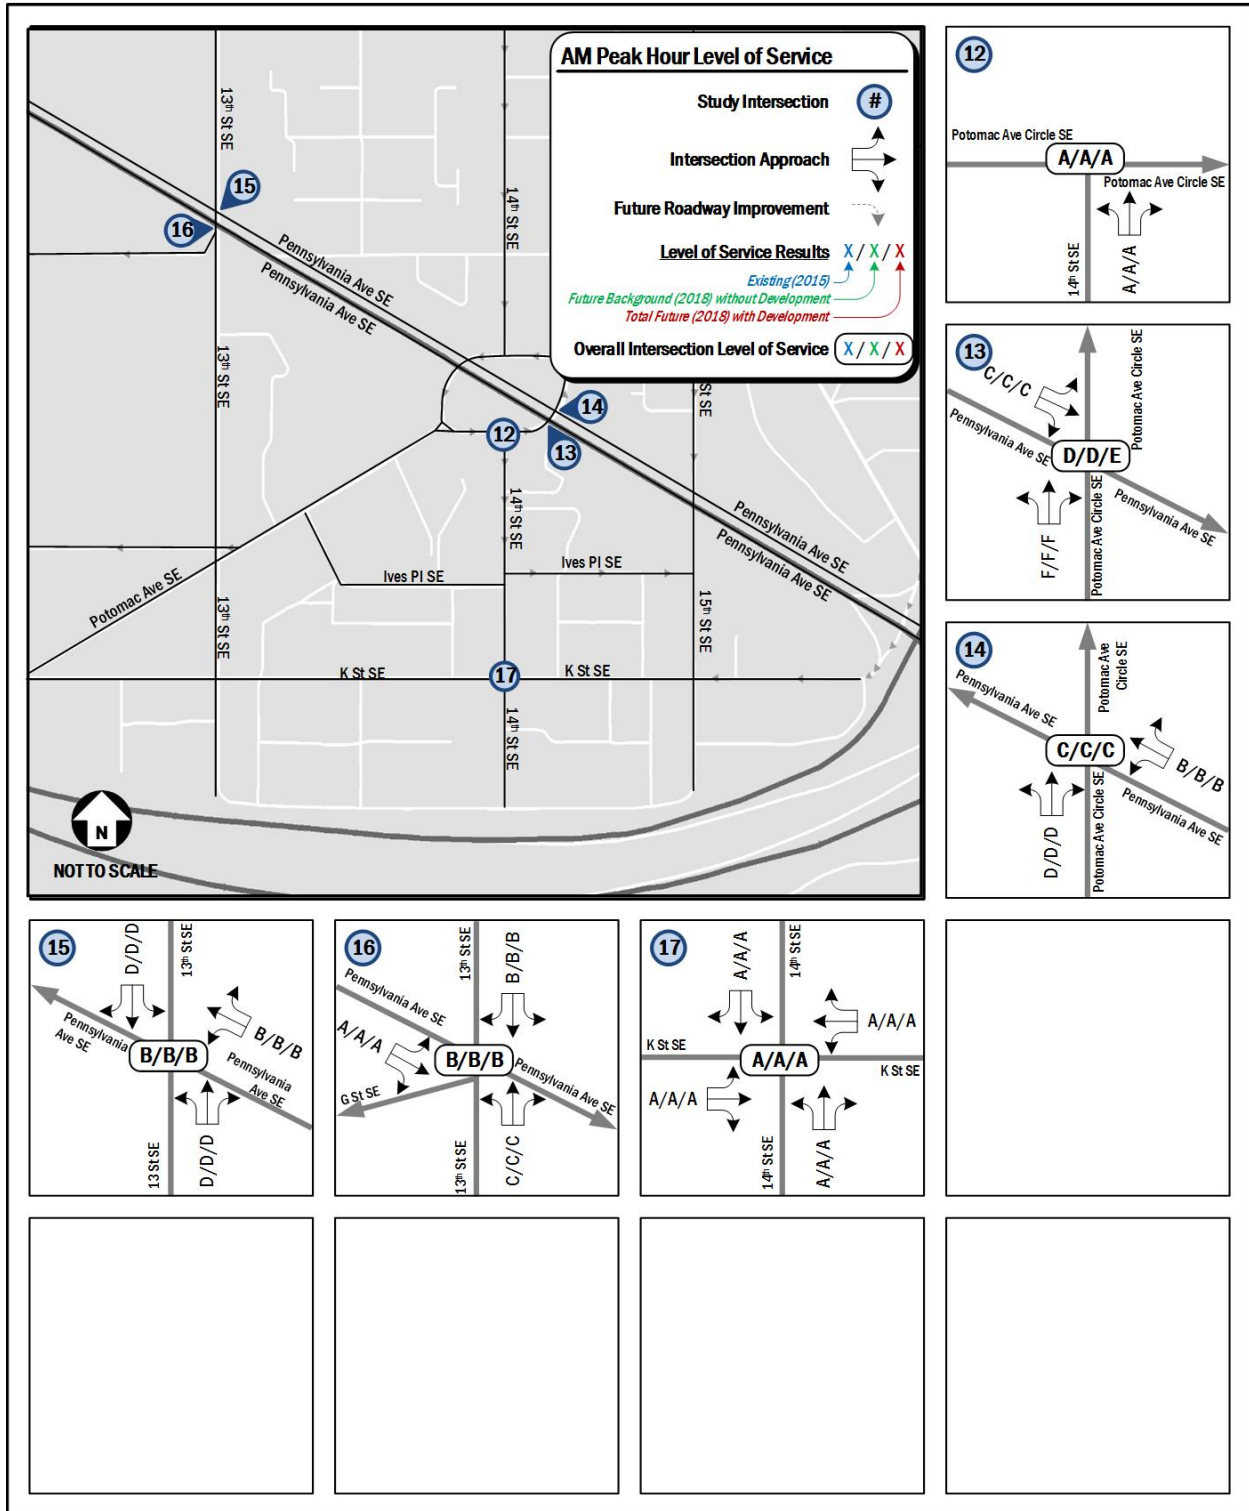 AM Peak Hour Level of Service
Study Intersection #
Intersection Approach
Future Roadway Improvement
Level of Service Results X / X / X
Existing (2015)
Future Background (2018) without Development
Total Future (2018) with Development
Overall Intersection Level of Service X / X / X
13th St SE
14th St SE
15
16
Pennsylvania Ave SE
Pennsylvania Ave SE
13th St SE
St SE
14
12
13
14th St SE
Pennsylvania Ave SE
Pennsylvania Ave SE
Ives Pl SE
Ives Pl SE
Potomac Ave SE
13th St SE
15th St SE
K St SE
17
K St SE
14th St SE
N
NOT TO SCALE
12
Potomac Ave Circle SE
A/A/A
Potomac Ave Circle SE
14th St SE
A/A/A
13
C/C/C
Potomac Ave Circle SE
Pennsylvania Ave SE
D/D/E
F/F/F
Potomac Ave Circle SE
Pennsylvania Ave SE
14
Pennsylvania Ave SE
Potomac Ave
Circle SE
C/C/C
B/B/B
D/D/D
Potomac Ave Circle SE
Pennsylvania Ave SE
15
D/D/D
13th St SE
Pennsylvania
Ave SE
B/B/B
B/B/B
Pennsylvania
Ave SE
13 St SE
D/D/D
16
13th St SE
B/B/B
Pennsylvania Ave SE
A/A/A
B/B/B
Pennsylvania Ave SE
G St SE
13th St SE
C/C/C
17
A/A/A
14th St SE
A/A/A
K St SE
A/A/A
K St SE
A/A/A
14th St SE
A/A/A